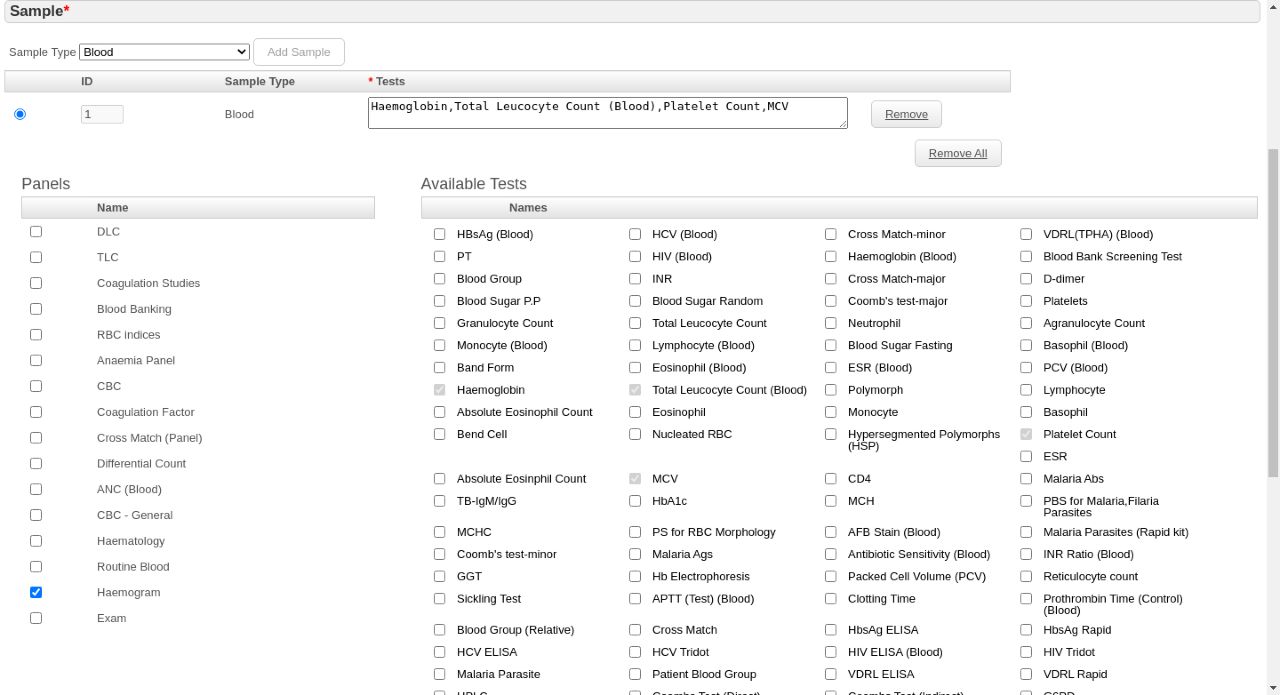 Sample*
Sample Type Blood Add Sample
ID Sample Type * Tests
1 Blood Haemoglobin,Total Leucocyte Count (Blood),Platelet Count,MCV Remove
Remove All
Panels
Name
DLC
TLC
Coagulation Studies
Blood Banking
RBC indices
Anaemia Panel
CBC
Coagulation Factor
Cross Match (Panel)
Differential Count
ANC (Blood)
CBC - General
Haematology
Routine Blood
Haemogram
Exam
Available Tests
Names
HBsAg (Blood) HCV (Blood) Cross Match-minor VDRL(TPHA) (Blood)
PT HIV (Blood) Haemoglobin (Blood) Blood Bank Screening Test
Blood Group INR Cross Match-major D-dimer
Blood Sugar P.P Blood Sugar Random Coomb's test-major Platelets
Granulocyte Count Total Leucocyte Count Neutrophil Agranulocyte Count
Monocyte (Blood) Lymphocyte (Blood) Blood Sugar Fasting Basophil (Blood)
Band Form Eosinophil (Blood) ESR (Blood) PCV (Blood)
Haemoglobin Total Leucocyte Count (Blood) Polymorph Lymphocyte
Absolute Eosinophil Count Eosinophil Monocyte Basophil
Bend Cell Nucleated RBC Hypersegmented Polymorphs Platelet Count
(HSP)
ESR
Absolute Eosinphil Count MCV CD4 Malaria Abs
TB-IgM/IgG HbA1c MCH PBS for Malaria,Filaria
Parasites
MCHC PS for RBC Morphology AFB Stain (Blood) Malaria Parasites (Rapid kit)
Coomb's test-minor Malaria Ags Antibiotic Sensitivity (Blood) INR Ratio (Blood)
GGT Hb Electrophoresis Packed Cell Volume (PCV) Reticulocyte count
Sickling Test APTT (Test) (Blood) Clotting Time Prothrombin Time (Control)
(Blood)
Blood Group (Relative) Cross Match HbsAg ELISA HbsAg Rapid
HCV ELISA HCV Tridot HIV ELISA (Blood) HIV Tridot
Malaria Parasite Patient Blood Group VDRL ELISA VDRL Rapid